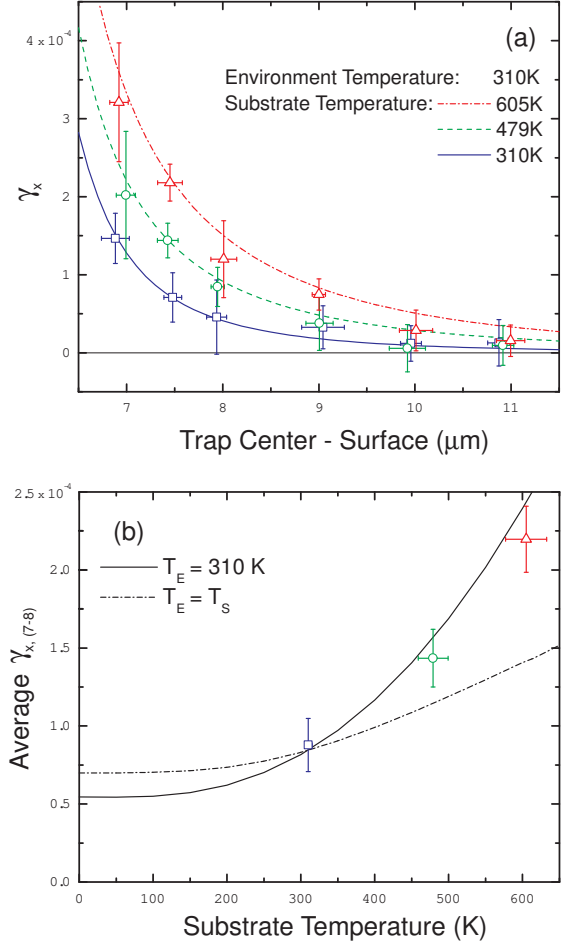 4×10⁻⁴
3
2
1
0
γx
(a)
Environment Temperature: 310K
Substrate Temperature: 605K
479K
310K
7 8 9 10 11
Trap Center - Surface (μm)
2.5×10⁻⁴
2.0
1.5
1.0
0.5
0.0
Average γx, (7-8)
(b)
T_E = 310 K
T_E = T_S
0 100 200 300 400 500 600
Substrate Temperature (K)